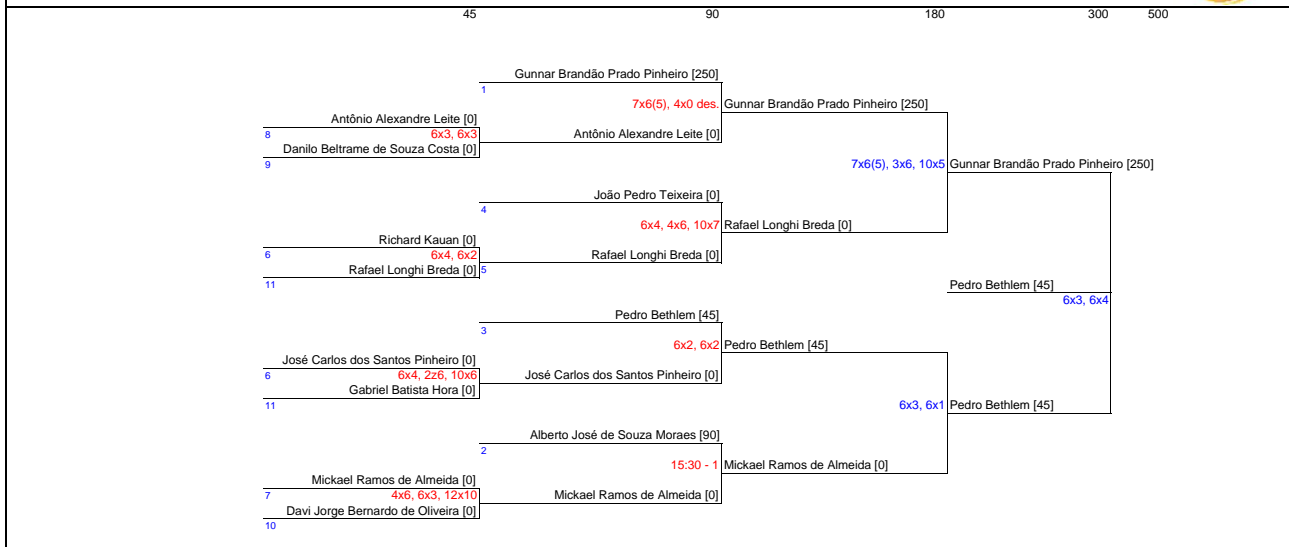 45 90 180 300 500
Gunnar Brandão Prado Pinheiro [250]
1
7x6(5), 4x0 des. Gunnar Brandão Prado Pinheiro [250]
Antônio Alexandre Leite [0]
8 6x3, 6x3 Antônio Alexandre Leite [0]
Danilo Beltrame de Souza Costa [0]
9
7x6(5), 3x6, 10x5 Gunnar Brandão Prado Pinheiro [250]
João Pedro Teixeira [0]
4
6x4, 4x6, 10x7 Rafael Longhi Breda [0]
Richard Kauan [0]
6 6x4, 6x2 Rafael Longhi Breda [0]
Rafael Longhi Breda [0] 5
11
Pedro Bethlem [45]
6x3, 6x4
Pedro Bethlem [45]
3
6x2, 6x2 Pedro Bethlem [45]
José Carlos dos Santos Pinheiro [0]
6 6x4, 2z6, 10x6 José Carlos dos Santos Pinheiro [0]
Gabriel Batista Hora [0]
11
6x3, 6x1 Pedro Bethlem [45]
Alberto José de Souza Moraes [90]
2
15:30 - 1 Mickael Ramos de Almeida [0]
Mickael Ramos de Almeida [0]
7 4x6, 6x3, 12x10 Mickael Ramos de Almeida [0]
Davi Jorge Bernardo de Oliveira [0]
10